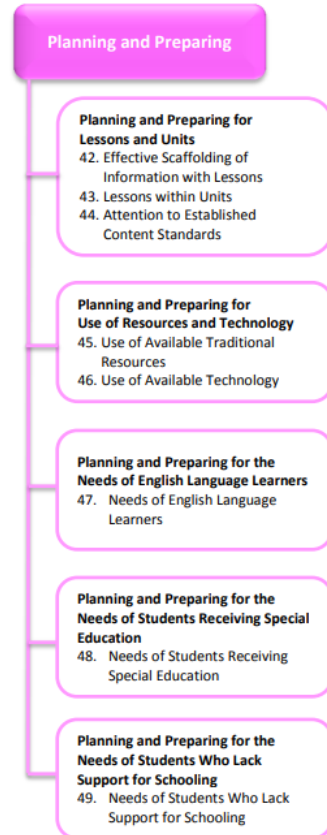 Planning and Preparing
Planning and Preparing for
Lessons and Units
42. Effective Scaffolding of
Information with Lessons
43. Lessons within Units
44. Attention to Established
Content Standards
Planning and Preparing for
Use of Resources and Technology
45. Use of Available Traditional
Resources
46. Use of Available Technology
Planning and Preparing for the
Needs of English Language Learners
47. Needs of English Language
Learners
Planning and Preparing for the
Needs of Students Receiving Special
Education
48. Needs of Students Receiving
Special Education
Planning and Preparing for the
Needs of Students Who Lack
Support for Schooling
49. Needs of Students Who Lack
Support for Schooling